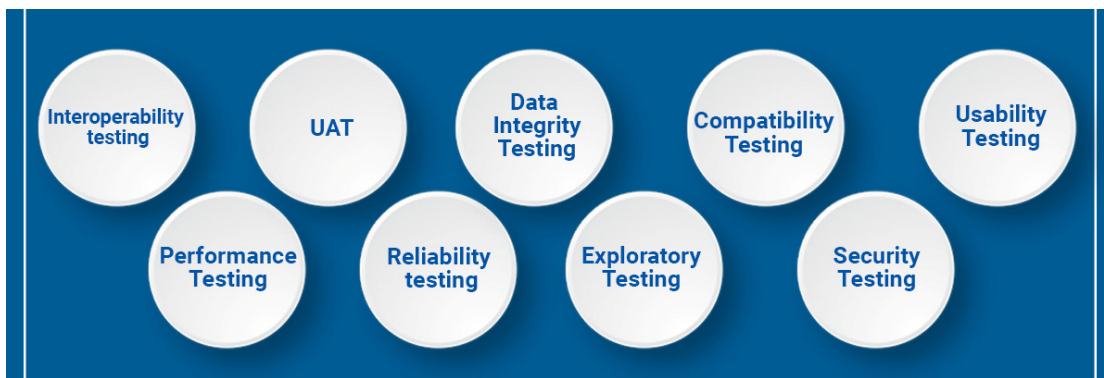 Interoperability
testing
UAT
Data
Integrity
Testing
Compatibility
Testing
Usability
Testing
Performance
Testing
Reliability
testing
Exploratory
Testing
Security
Testing